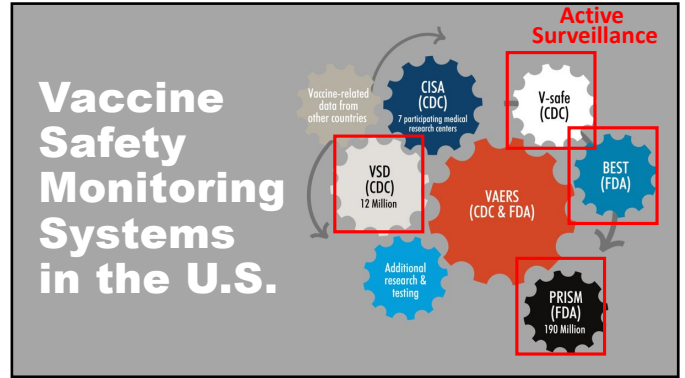 Active
Surveillance
Vaccine
Safety
Monitoring
Systems
in the U.S.
Vaccine-related
data from
other countries
CISA
(CDC)
7 participating medical
research centers
V-safe
(CDC)
VSD
(CDC)
12 Million
VAERS
(CDC & FDA)
BEST
(FDA)
Additional
research &
testing
PRISM
(FDA)
190 Million